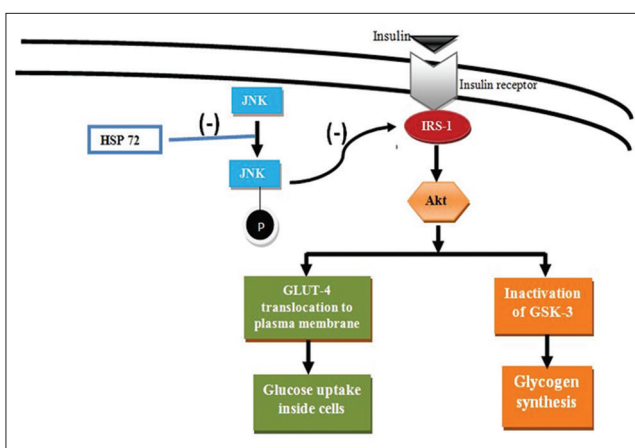 Insulin
Insulin receptor
JNK
(-)
HSP 72
(-)
IRS-1
JNK
P
Akt
GLUT-4
translocation to
plasma membrane
Inactivation
of GSK-3
Glucose uptake
inside cells
Glycogen
synthesis